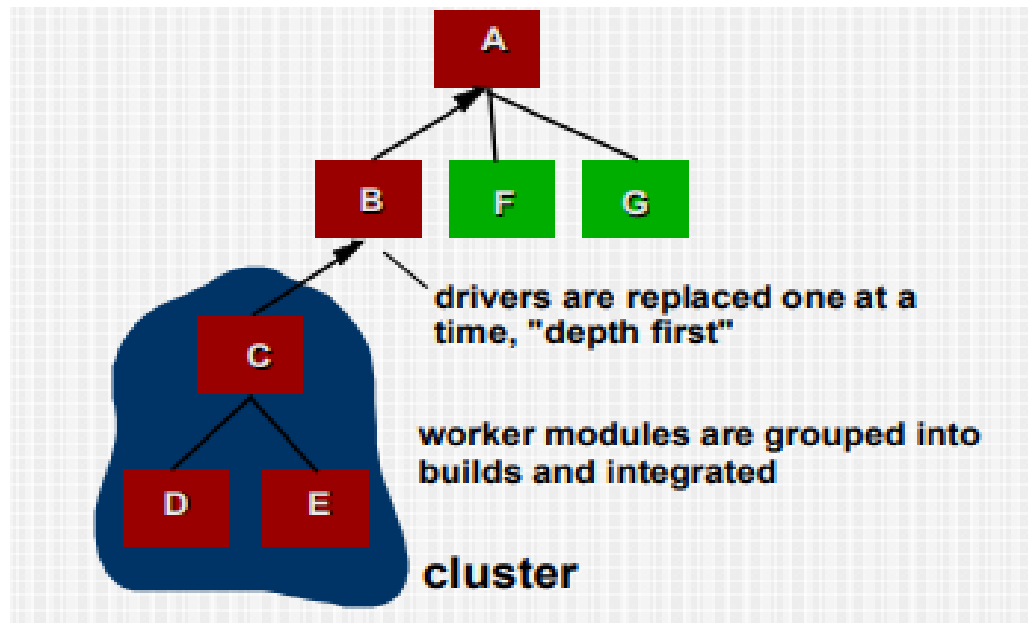 A
B
F
G
drivers are replaced one at a
time, "depth first"
C
worker modules are grouped into
builds and integrated
D
E
cluster